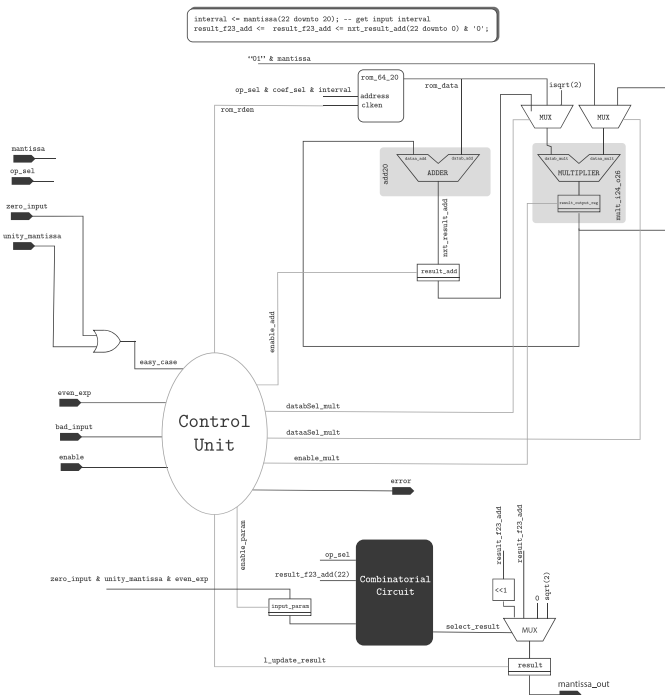 interval <= mantissa(22 downto 20); -- get input interval
result_f23_add <= result_f23_add <= nxt_result_add(22 downto 0) & '0';
"01" & mantissa
rom_64_20
op_sel & coef_sel & interval
address
clken
rom_rden
rom_data
isqrt(2)
MUX
MUX
mantissa
op_sel
zero_input
unity_mantissa
add20
dataa_add
datab_add
ADDER
datab_mult
dataa_mult
MULTIPLIER
result_output_reg
mult_i24_o26
nxt_result_add
result_add
enable_add
easy_case
even_exp
bad_input
enable
Control
Unit
databSel_mult
dataaSel_mult
enable_mult
error
enable_param
op_sel
result_f23_add(22)
zero_input & unity_mantissa & even_exp
input_param
Combinatorial
Circuit
result_f23_add
result_f23_add
<<1
0
sqrt(2)
select_result
MUX
l_update_result
result
mantissa_out